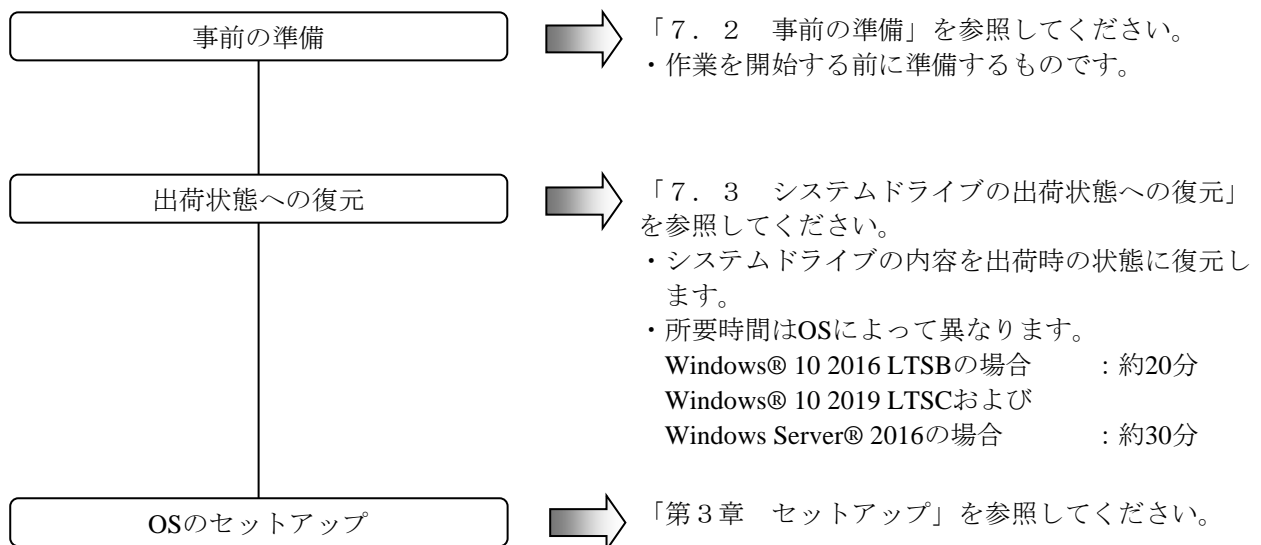 事前の準備
「７．２　事前の準備」を参照してください。
・作業を開始する前に準備するものです。
出荷状態への復元
「７．３　システムドライブの出荷状態への復元」
を参照してください。
・システムドライブの内容を出荷時の状態に復元し
ます。
・所要時間はOSによって異なります。
Windows® 10 2016 LTSBの場合　　：約20分
Windows® 10 2019 LTSCおよび
Windows Server® 2016の場合　　：約30分
OSのセットアップ
「第３章　セットアップ」を参照してください。